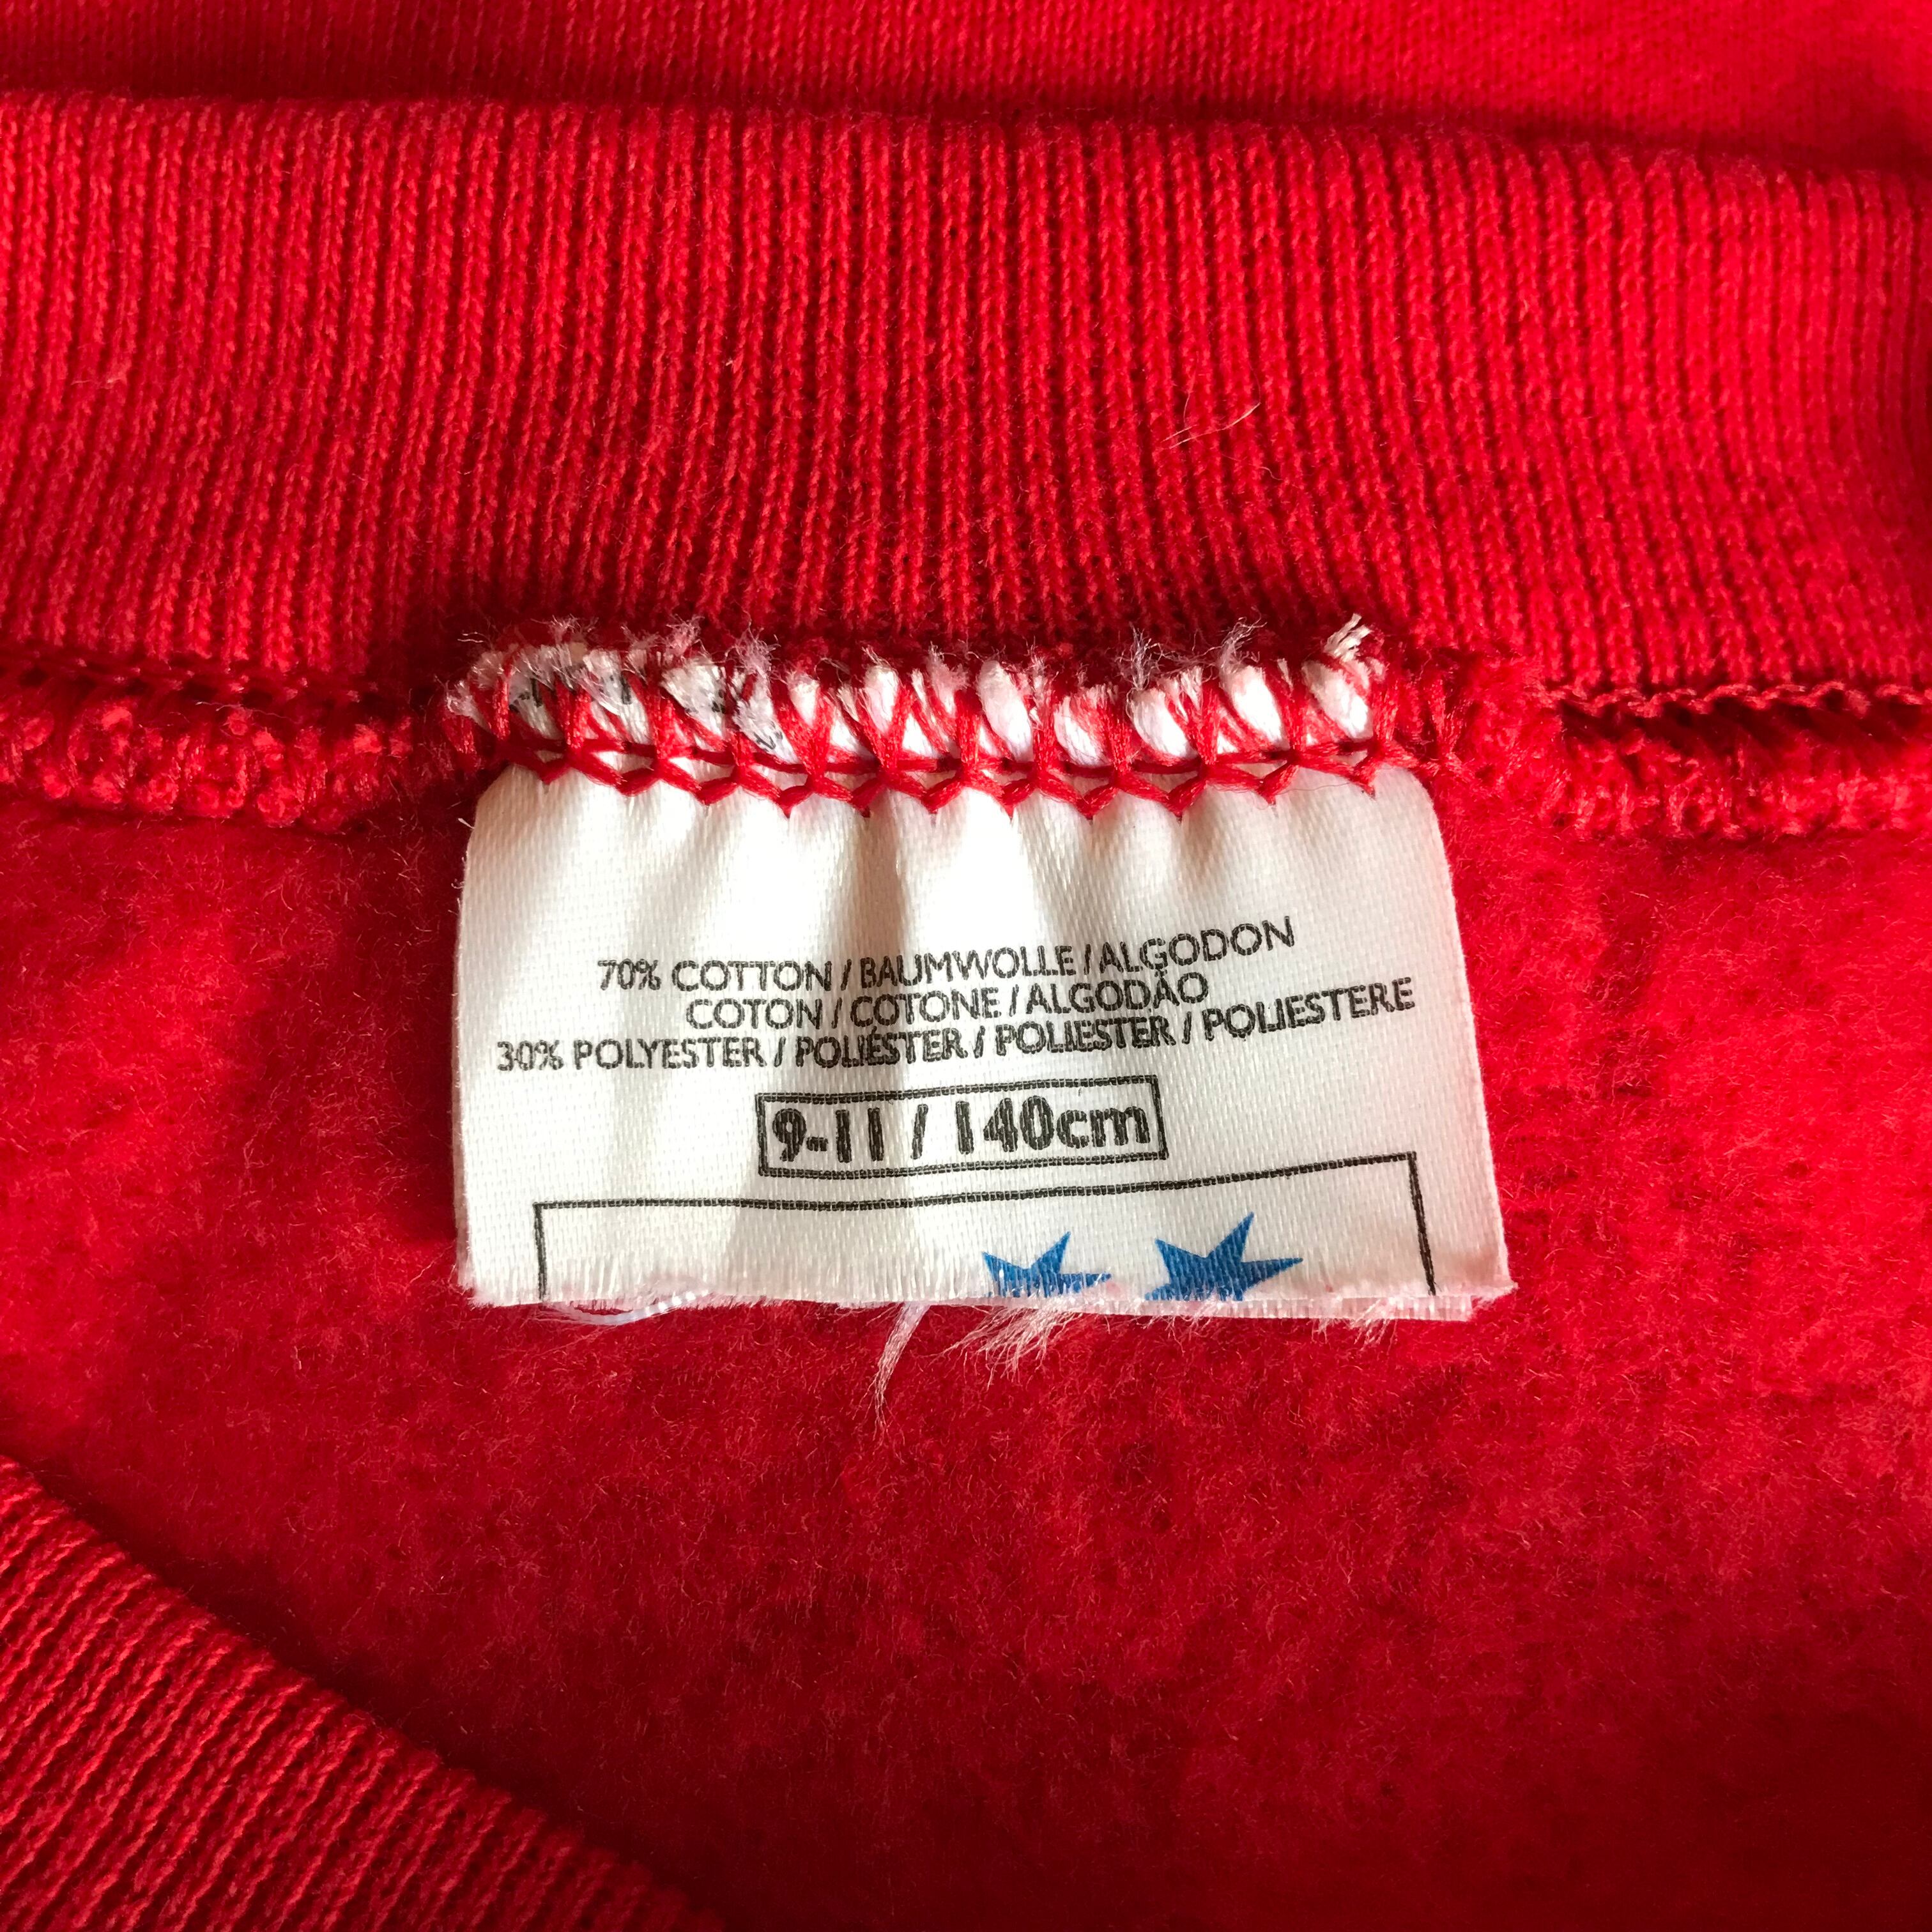 70% COTTON / BAUMWOLLE / ALGODON
COTON / COTONE / ALGODÃO
30% POLYESTER / POLIÉSTER / POLIESTER / POLIESTERE
9-11 / 140cm